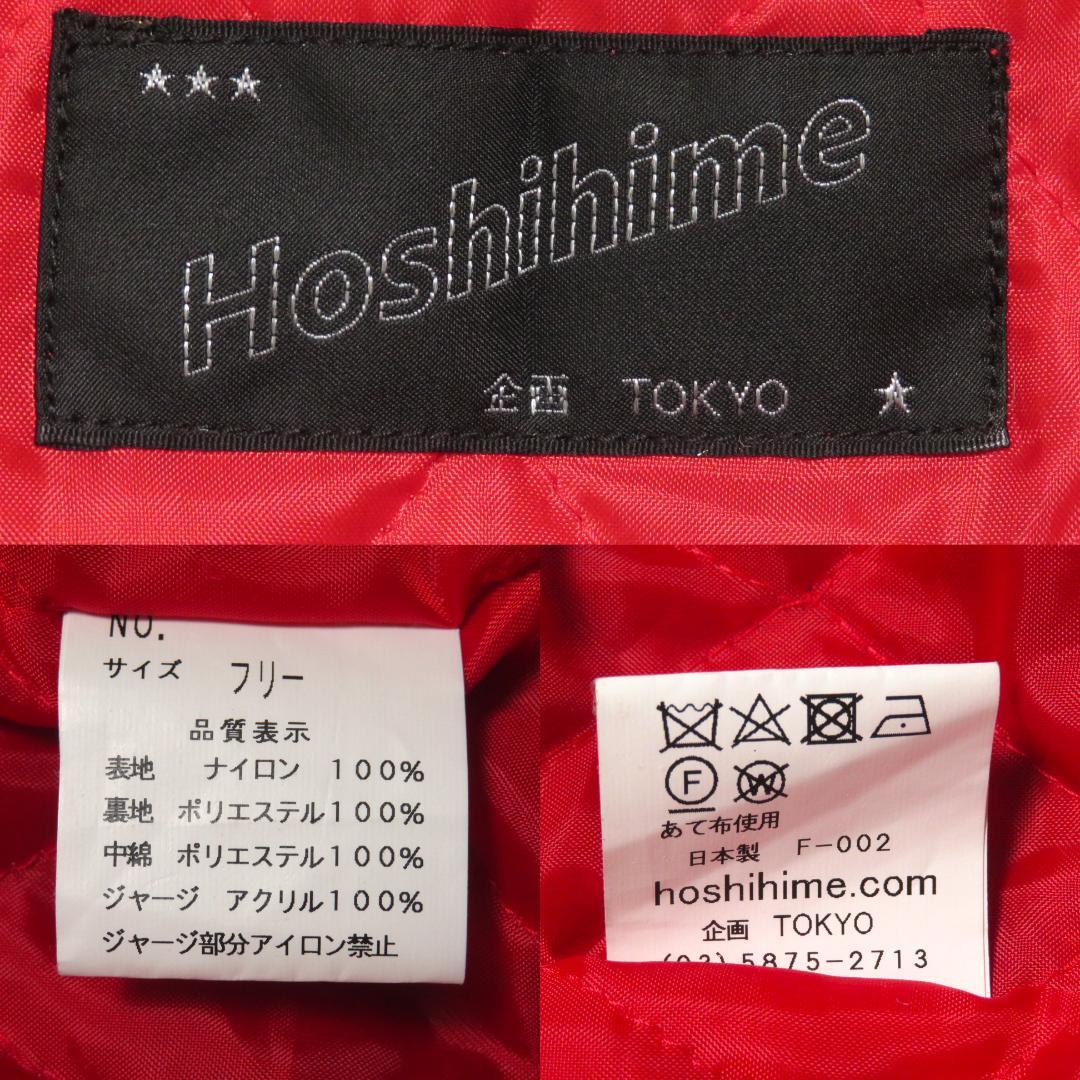 Hoshihime
企画 TOKYO
No.
サイズ フリー
品質表示
表地 ナイロン 100%
裏地 ポリエステル100%
中綿 ポリエステル100%
ジャージ アクリル100%
ジャージ部分アイロン禁止
F W
あて布使用
日本製 F-002
hoshihime.com
企画 TOKYO
(03)5875-2713